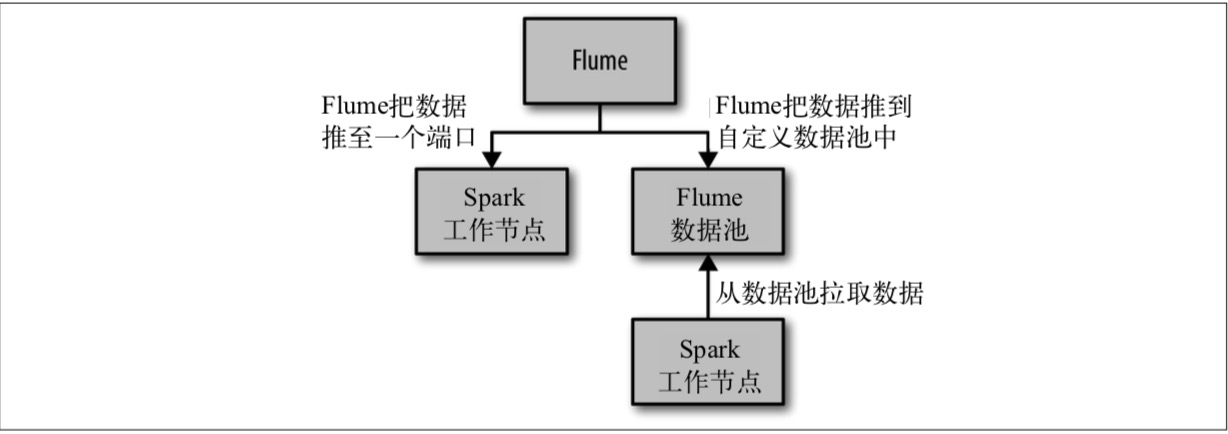 Flume
Flume把数据
推至一个端口
Flume把数据推到
自定义数据池中
Spark
工作节点
Flume
数据池
从数据池拉取数据
Spark
工作节点